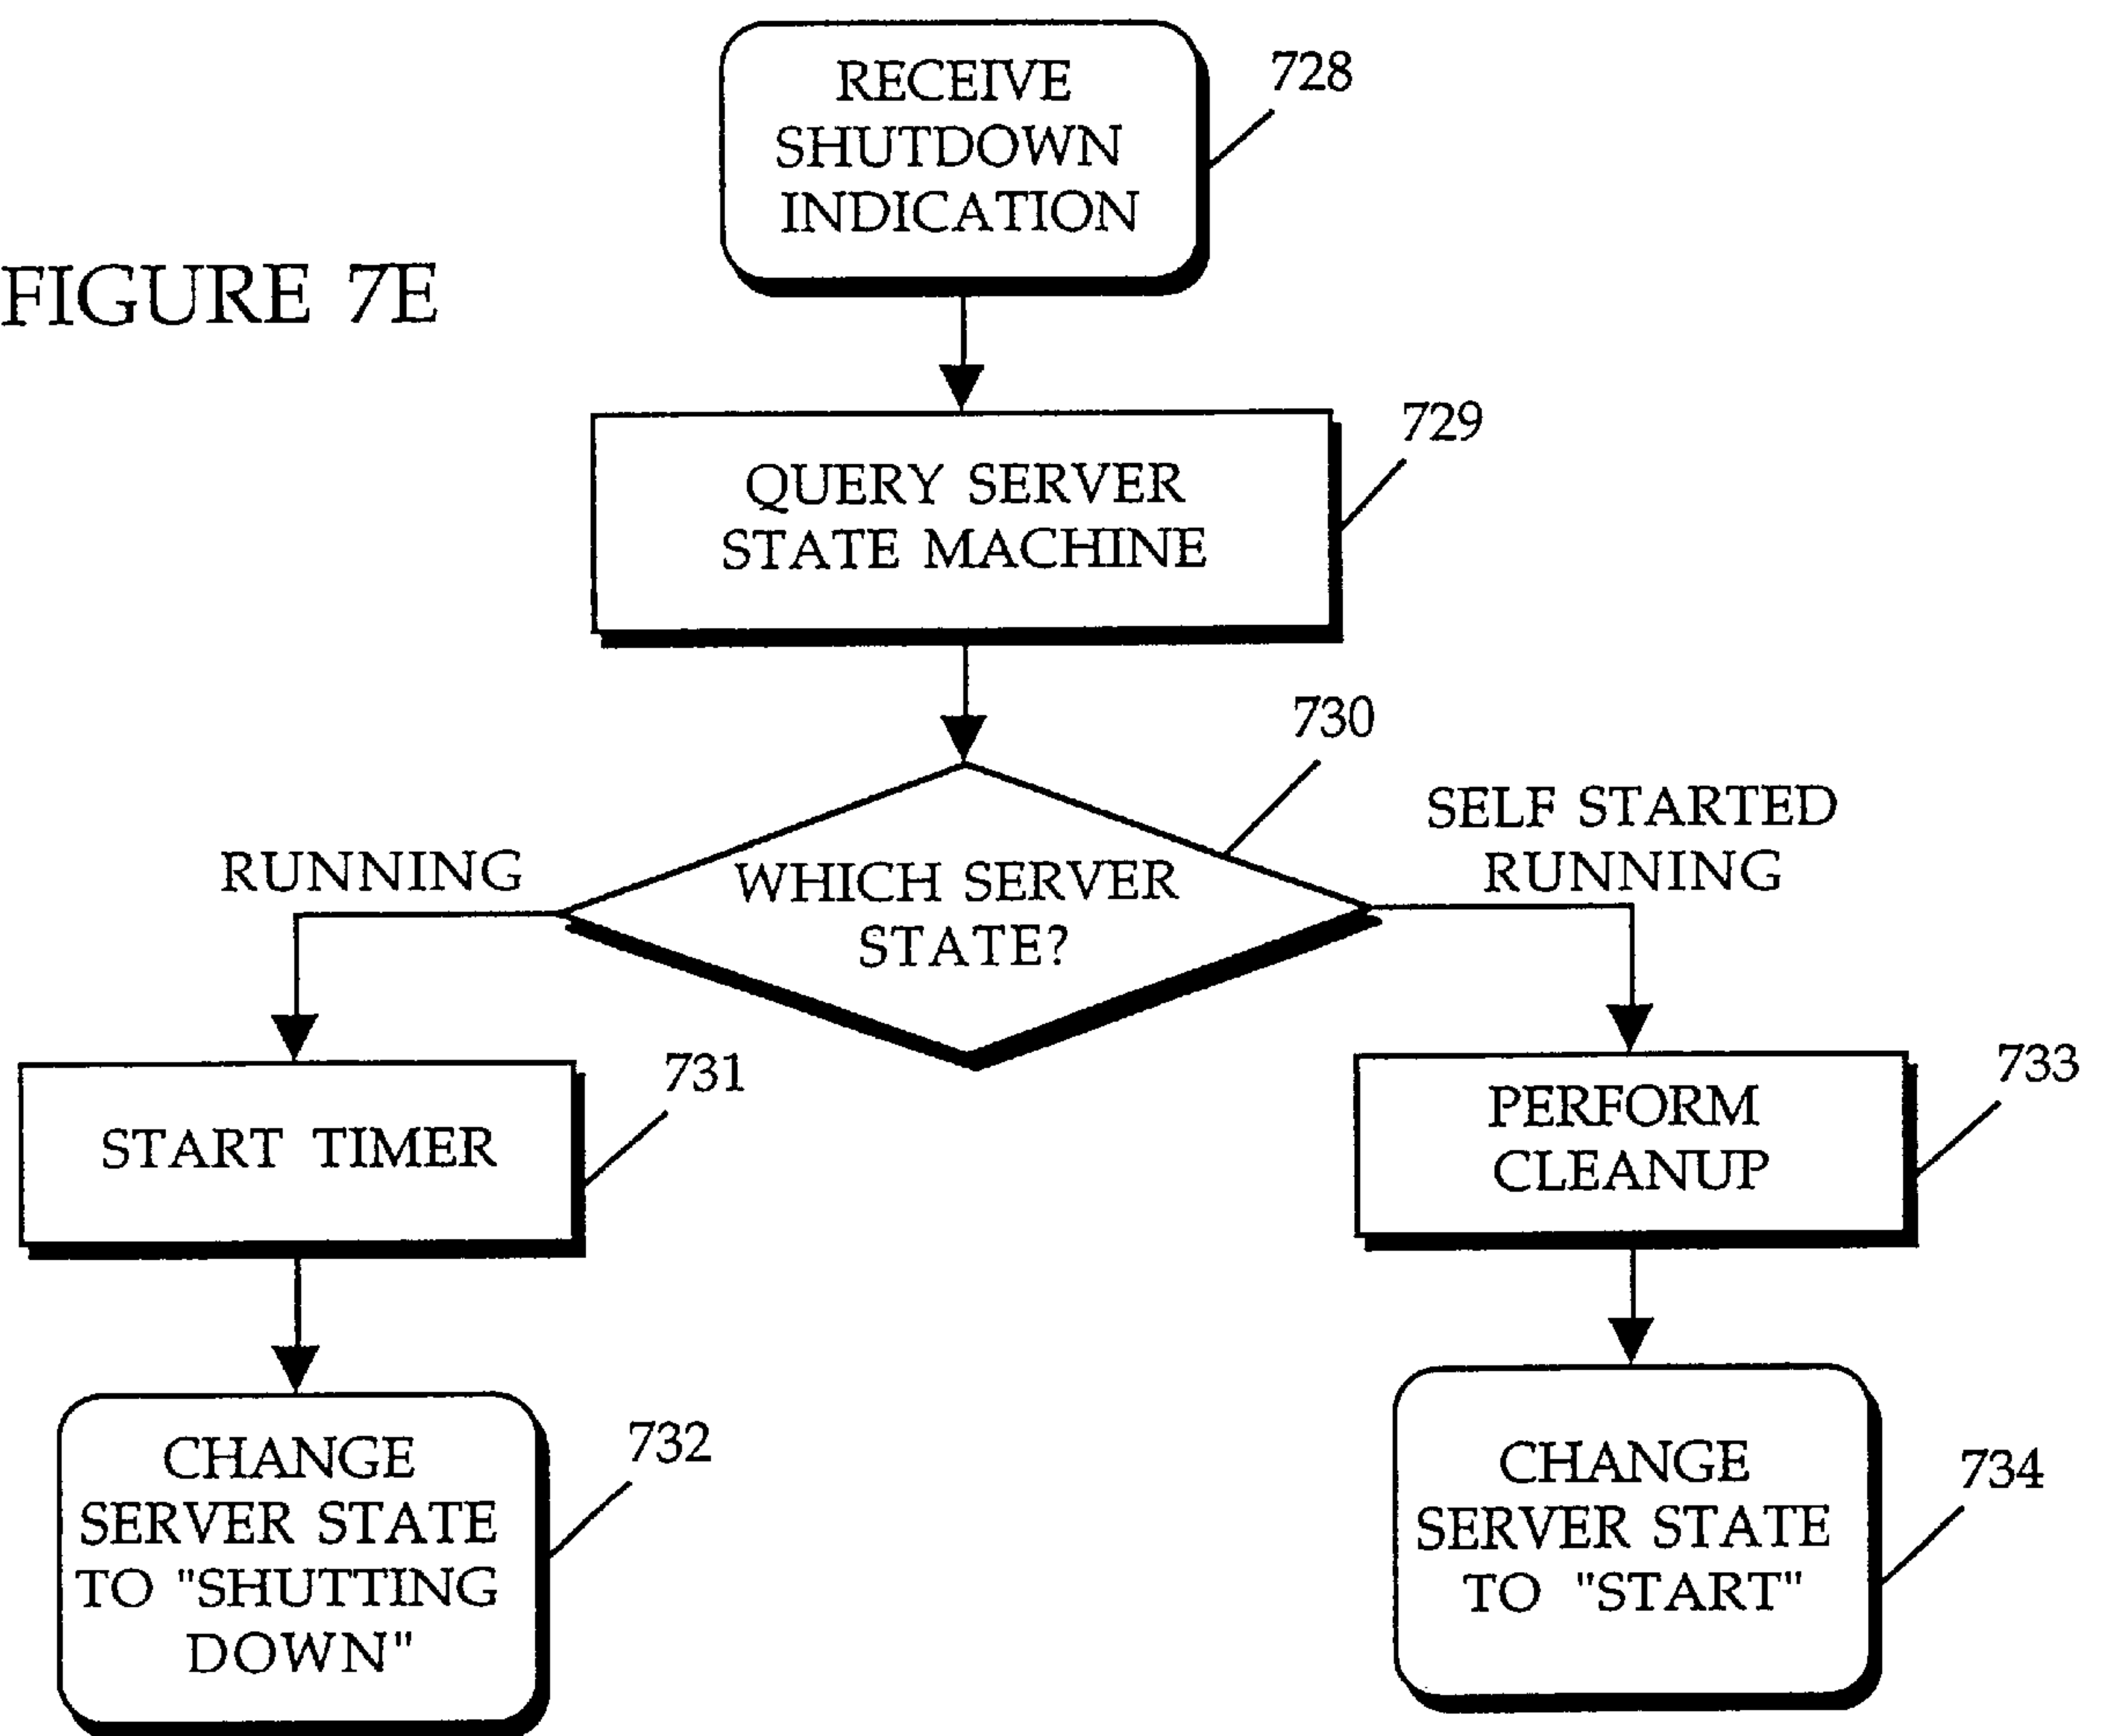 RECEIVE
SHUTDOWN
INDICATION
728
FIGURE 7E
QUERY SERVER
STATE MACHINE
729
730
WHICH SERVER
STATE?
RUNNING
SELF STARTED
RUNNING
START TIMER
731
PERFORM
CLEANUP
733
CHANGE
SERVER STATE
TO "SHUTTING
DOWN"
732
CHANGE
SERVER STATE
TO "START"
734